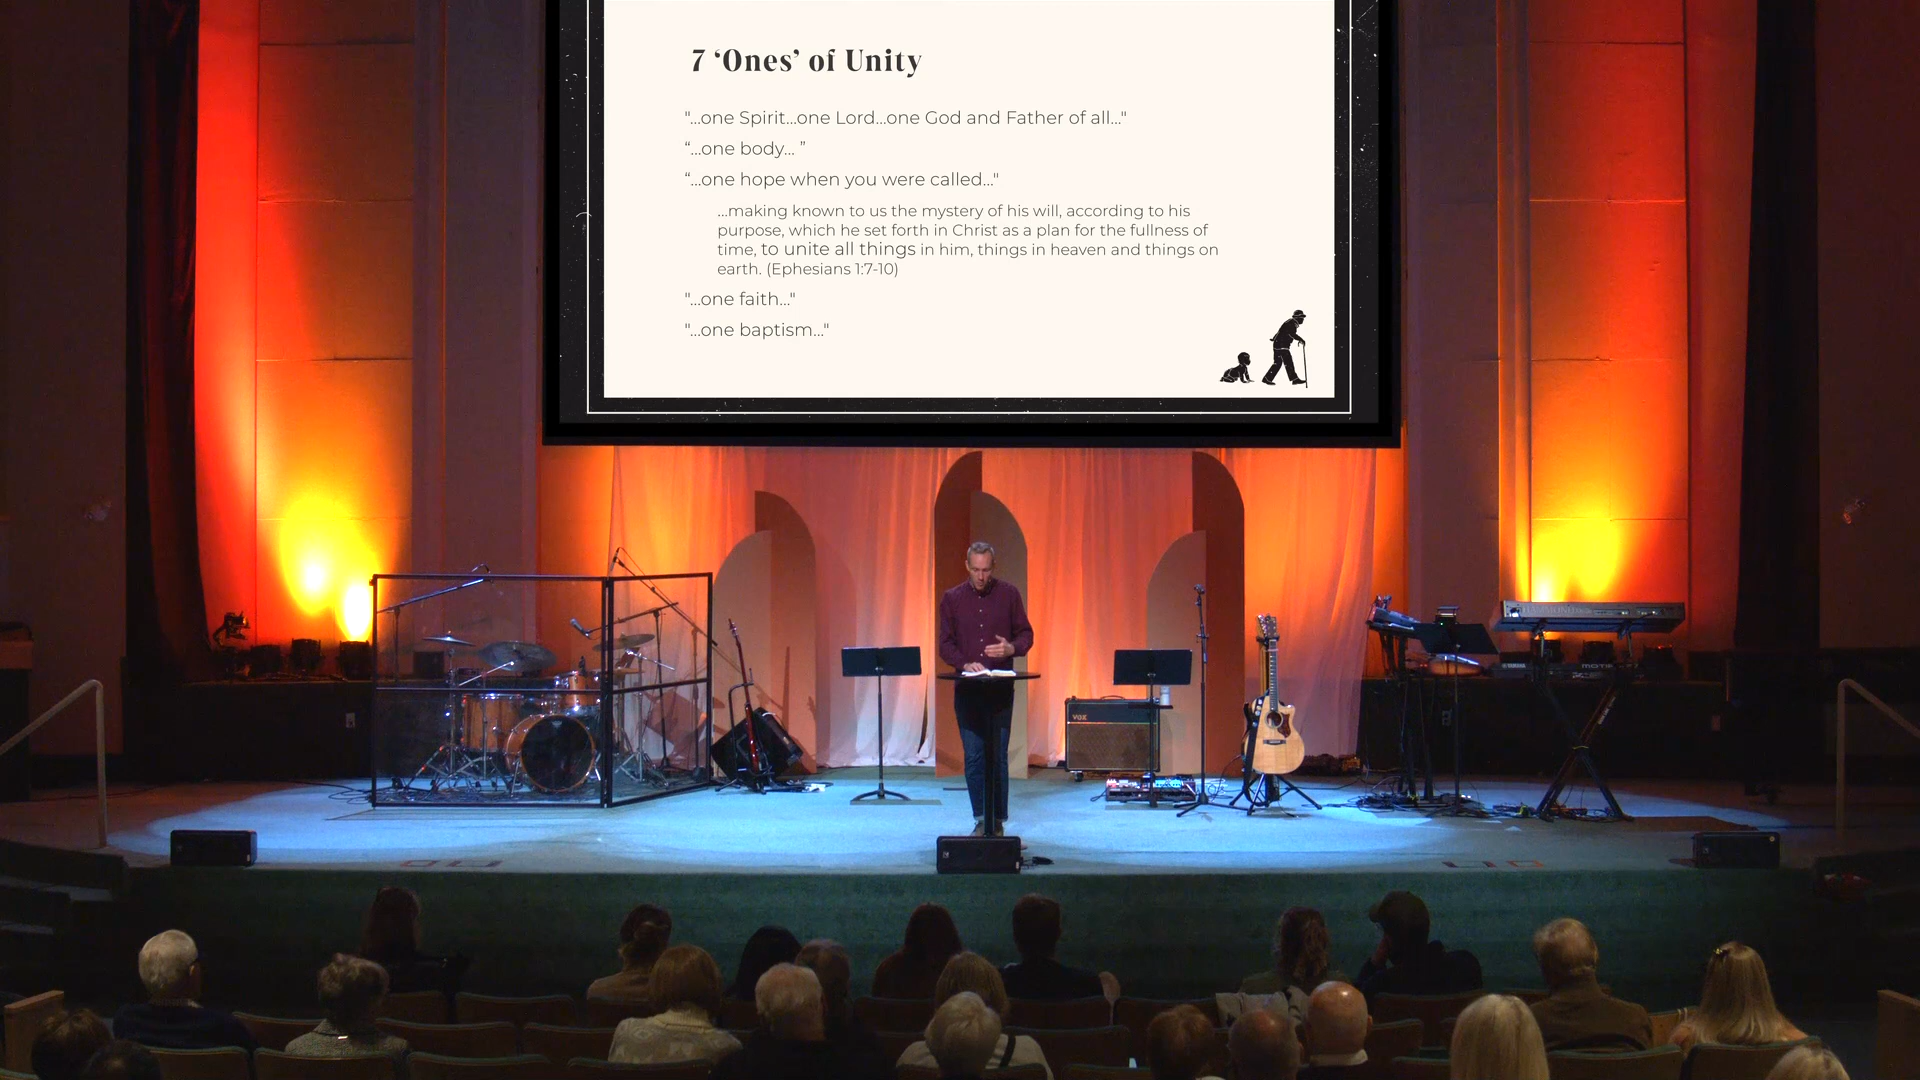 7 ‘Ones’ of Unity
"...one Spirit...one Lord...one God and Father of all..."
“...one body... ”
“...one hope when you were called..."
...making known to us the mystery of his will, according to his
purpose, which he set forth in Christ as a plan for the fullness of
time, to unite all things in him, things in heaven and things on
earth. (Ephesians 1:7-10)
"...one faith..."
"...one baptism..."
VOX